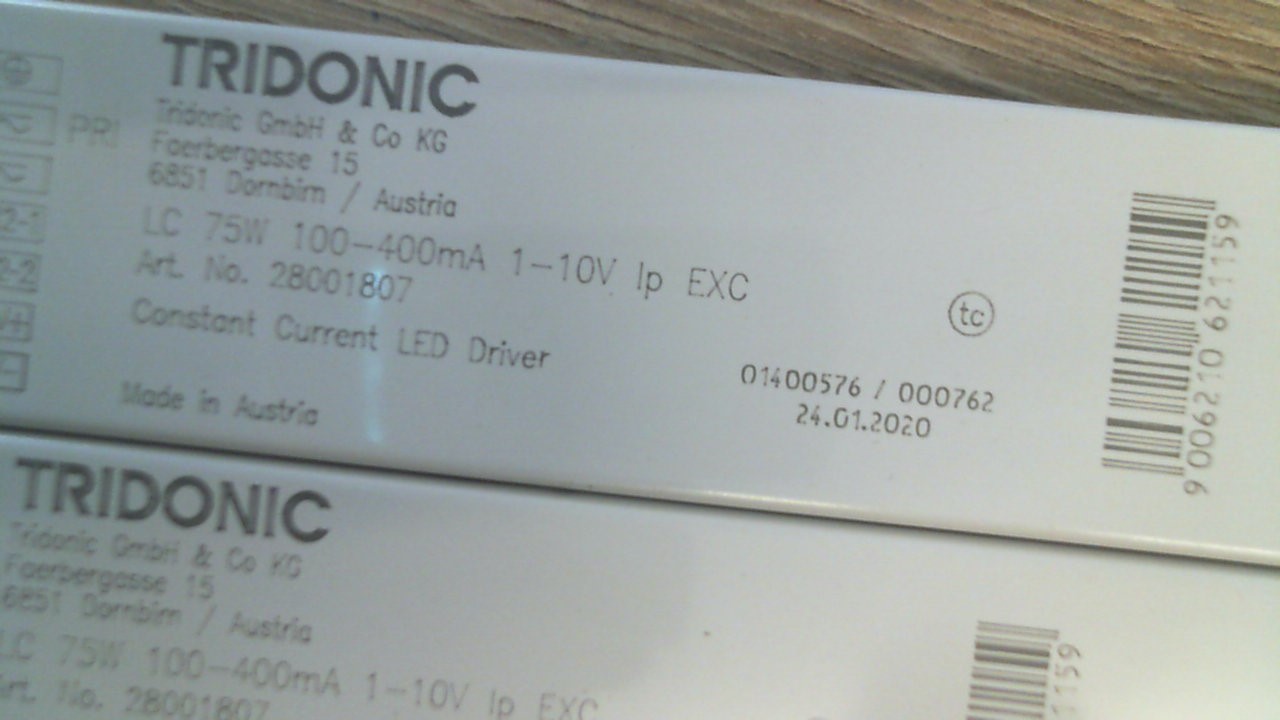 PRI
TRIDONIC
Tridonic GmbH & Co KG
Faerbergasse 15
6851 Dornbirn / Austria
LC 75W 100-400mA 1-10V lp EXC
Art. No. 28001807
Constant Current LED Driver
Made in Austria
tc
01400576 / 000762
24.01.2020
9 006210 621159
TRIDONIC
Tridonic GmbH & Co KG
Faerbergasse 15
6851 Dornbirn / Austria
LC 75W 100-400mA 1-10V lp EXC
Art. No. 28001807
1159